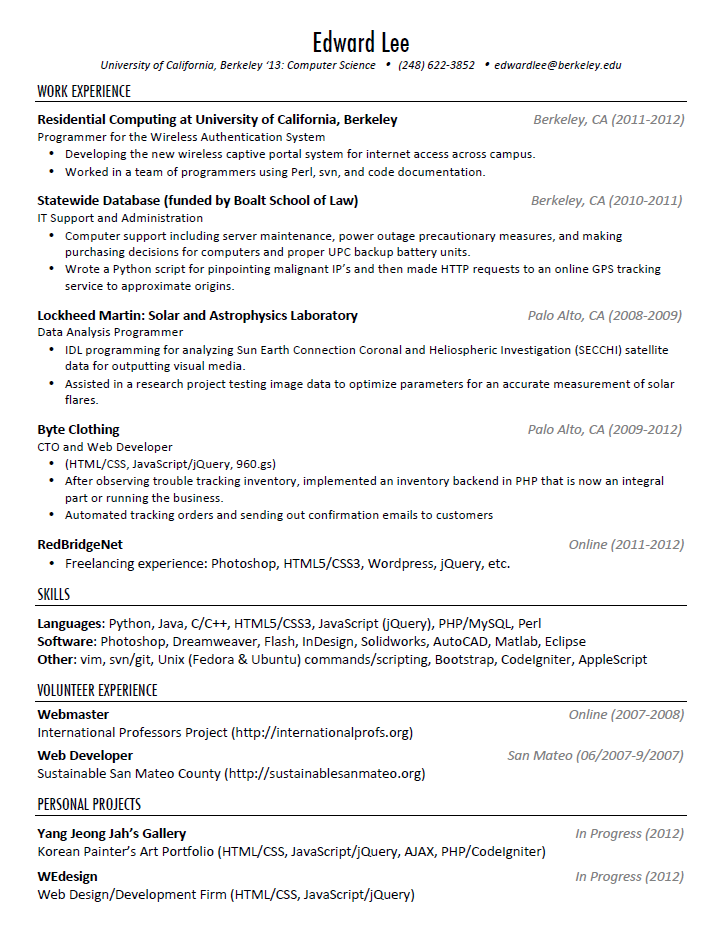 Edward Lee
University of California, Berkeley ‘13: Computer Science • (248) 622-3852 • edwardlee@berkeley.edu
WORK EXPERIENCE
Residential Computing at University of California, Berkeley Berkeley, CA (2011-2012)
Programmer for the Wireless Authentication System
• Developing the new wireless captive portal system for internet access across campus.
• Worked in a team of programmers using Perl, svn, and code documentation.
Statewide Database (funded by Boalt School of Law) Berkeley, CA (2010-2011)
IT Support and Administration
• Computer support including server maintenance, power outage precautionary measures, and making
purchasing decisions for computers and proper UPC backup battery units.
• Wrote a Python script for pinpointing malignant IP’s and then made HTTP requests to an online GPS tracking
service to approximate origins.
Lockheed Martin: Solar and Astrophysics Laboratory Palo Alto, CA (2008-2009)
Data Analysis Programmer
• IDL programming for analyzing Sun Earth Connection Coronal and Heliospheric Investigation (SECCHI) satellite
data for outputting visual media.
• Assisted in a research project testing image data to optimize parameters for an accurate measurement of solar
flares.
Byte Clothing Palo Alto, CA (2009-2012)
CTO and Web Developer
• (HTML/CSS, JavaScript/jQuery, 960.gs)
• After observing trouble tracking inventory, implemented an inventory backend in PHP that is now an integral
part or running the business.
• Automated tracking orders and sending out confirmation emails to customers
RedBridgeNet Online (2011-2012)
• Freelancing experience: Photoshop, HTML5/CSS3, Wordpress, jQuery, etc.
SKILLS
Languages: Python, Java, C/C++, HTML5/CSS3, JavaScript (jQuery), PHP/MySQL, Perl
Software: Photoshop, Dreamweaver, Flash, InDesign, Solidworks, AutoCAD, Matlab, Eclipse
Other: vim, svn/git, Unix (Fedora & Ubuntu) commands/scripting, Bootstrap, CodeIgniter, AppleScript
VOLUNTEER EXPERIENCE
Webmaster Online (2007-2008)
International Professors Project (http://internationalprofs.org)
Web Developer San Mateo (06/2007-9/2007)
Sustainable San Mateo County (http://sustainablesanmateo.org)
PERSONAL PROJECTS
Yang Jeong Jah’s Gallery In Progress (2012)
Korean Painter’s Art Portfolio (HTML/CSS, JavaScript/jQuery, AJAX, PHP/CodeIgniter)
WEdesign In Progress (2012)
Web Design/Development Firm (HTML/CSS, JavaScript/jQuery)